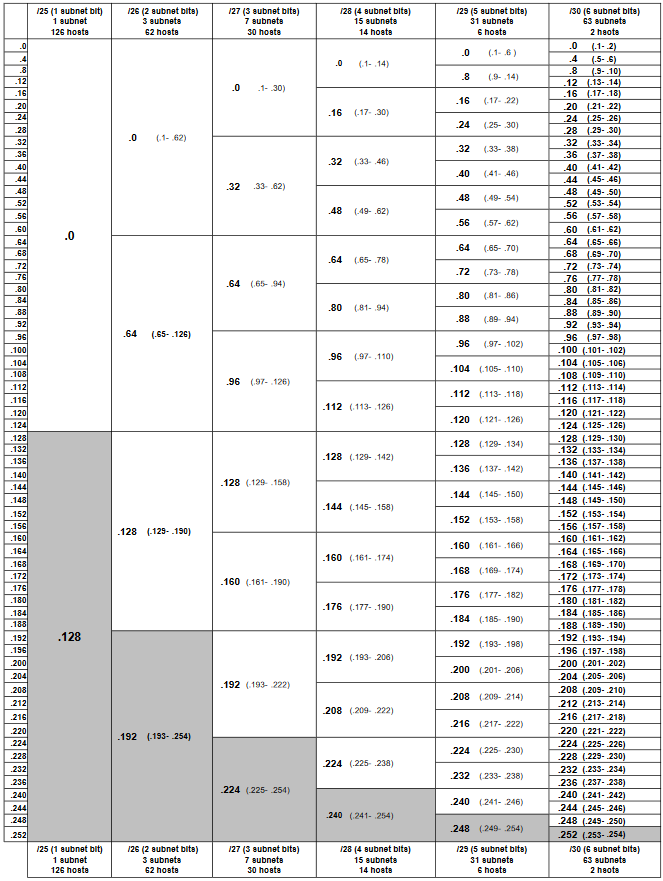 /25 (1 subnet bit) /26 (2 subnet bits) /27 (3 subnet bits) /28 (4 subnet bits) /29 (5 subnet bits) /30 (6 subnet bits)
1 subnet 3 subnets 7 subnets 15 subnets 31 subnets 63 subnets
126 hosts 62 hosts 30 hosts 14 hosts 6 hosts 2 hsots
.0 .0 (.1- .2)
.0 (.1- .6 )
.4 .4 (.5- .6)
.0 (.1- .14)
.8 .8 (.9- .10)
.8 (.9- .14)
.12 .12 (.13- .14)
.0 .1- .30)
.16 .16 (.17- .18)
.16 (.17- .22)
.20 .20 (.21- .22)
.16 (.17- .30)
.24 .24 (.25- .26)
.24 (.25- .30)
.28 .28 (.29- .30)
.0 (.1- .62)
.32 .32 (.33- .34)
.32 (.33- .38)
.36 .36 (.37- .38)
.32 (.33- .46)
.40 .40 (.41- .42)
.40 (.41- .46)
.44 .44 (.45- .46)
.32 .33- .62)
.48 .48 (.49- .50)
.48 (.49- .54)
.52 .52 (.53- .54)
.48 (.49- .62)
.56 .56 (.57- .58)
.56 (.57- .62)
.60 .60 (.61- .62)
.0
.64 .64 (.65- .66)
.64 (.65- .70)
.68 .68 (.69- .70)
.64 (.65- .78)
.72 .72 (.73- .74)
.72 (.73- .78)
.76 .76 (.77- .78)
.64 (.65- .94)
.80 .80 (.81- .82)
.80 (.81- .86)
.84 .84 (.85- .86)
.80 (.81- .94)
.88 .88 (.89- .90)
.88 (.89- .94)
.92 .92 (.93- .94)
.64 (.65- .126)
.96 .96 (.97- .98)
.96 (.97- .102)
.100 .100 (.101- .102)
.96 (.97- .110)
.104 .104 (.105- .106)
.104 (.105- .110)
.108 .108 (.109- .110)
.96 (.97- .126)
.112 .112 (.113- .114)
.112 (.113- .118)
.116 .116 (.117- .118)
.112 (.113- .126)
.120 .120 (.121- .122)
.120 (.121- .126)
.124 .124 (.125- .126)
.128 .128 (.129- .130)
.128 (.129- .134)
.132 .132 (.133- .134)
.128 (.129- .142)
.136 .136 (.137- .138)
.136 (.137- .142)
.140 .140 (.141- .142)
.128 (.129- .158)
.144 .144 (.145- .146)
.144 (.145- .150)
.148 .148 (.149- .150)
.144 (.145- .158)
.152 .152 (.153- .154)
.152 (.153- .158)
.156 .156 (.157- .158)
.128 (.129- .190)
.160 .160 (.161- .162)
.160 (.161- .166)
.164 .164 (.165- .166)
.160 (.161- .174)
.168 .168 (.169- .170)
.168 (.169- .174)
.172 .172 (.173- .174)
.160 (.161- .190)
.176 .176 (.177- .178)
.176 (.177- .182)
.180 .180 (.181- .182)
.176 (.177- .190)
.184 .184 (.185- .186)
.184 (.185- .190)
.188 .188 (.189- .190)
.128
.192 .192 (.193- .194)
.192 (.193- .198)
.196 .196 (.197- .198)
.192 (.193- .206)
.200 .200 (.201- .202)
.200 (.201- .206)
.204 .204 (.205- .206)
.192 (.193- .222)
.208 .208 (.209- .210)
.208 (.209- .214)
.212 .212 (.213- .214)
.208 (.209- .222)
.216 .216 (.217- .218)
.216 (.217- .222)
.220 .220 (.221- .222)
.192 (.193- .254)
.224 .224 (.225- .226)
.224 (.225- .230)
.228 .228 (.229- .230)
.224 (.225- .238)
.232 .232 (.233- .234)
.232 (.233- .238)
.236 .236 (.237- .238)
.224 (.225- .254)
.240 .240 (.241- .242)
.240 (.241- .246)
.244 .244 (.245- .246)
.240 (.241- .254)
.248 .248 (.249- .250)
.248 (.249- .254)
.252 .252 (.253- .254)
/25 (1 subnet bit) /26 (2 subnet bits) /27 (3 subnet bits) /28 (4 subnet bits) /29 (5 subnet bits) /30 (6 subnet bits)
1 subnet 3 subnets 7 subnets 15 subnets 31 subnets 63 subnets
126 hosts 62 hosts 30 hosts 14 hosts 6 hosts 2 hsots